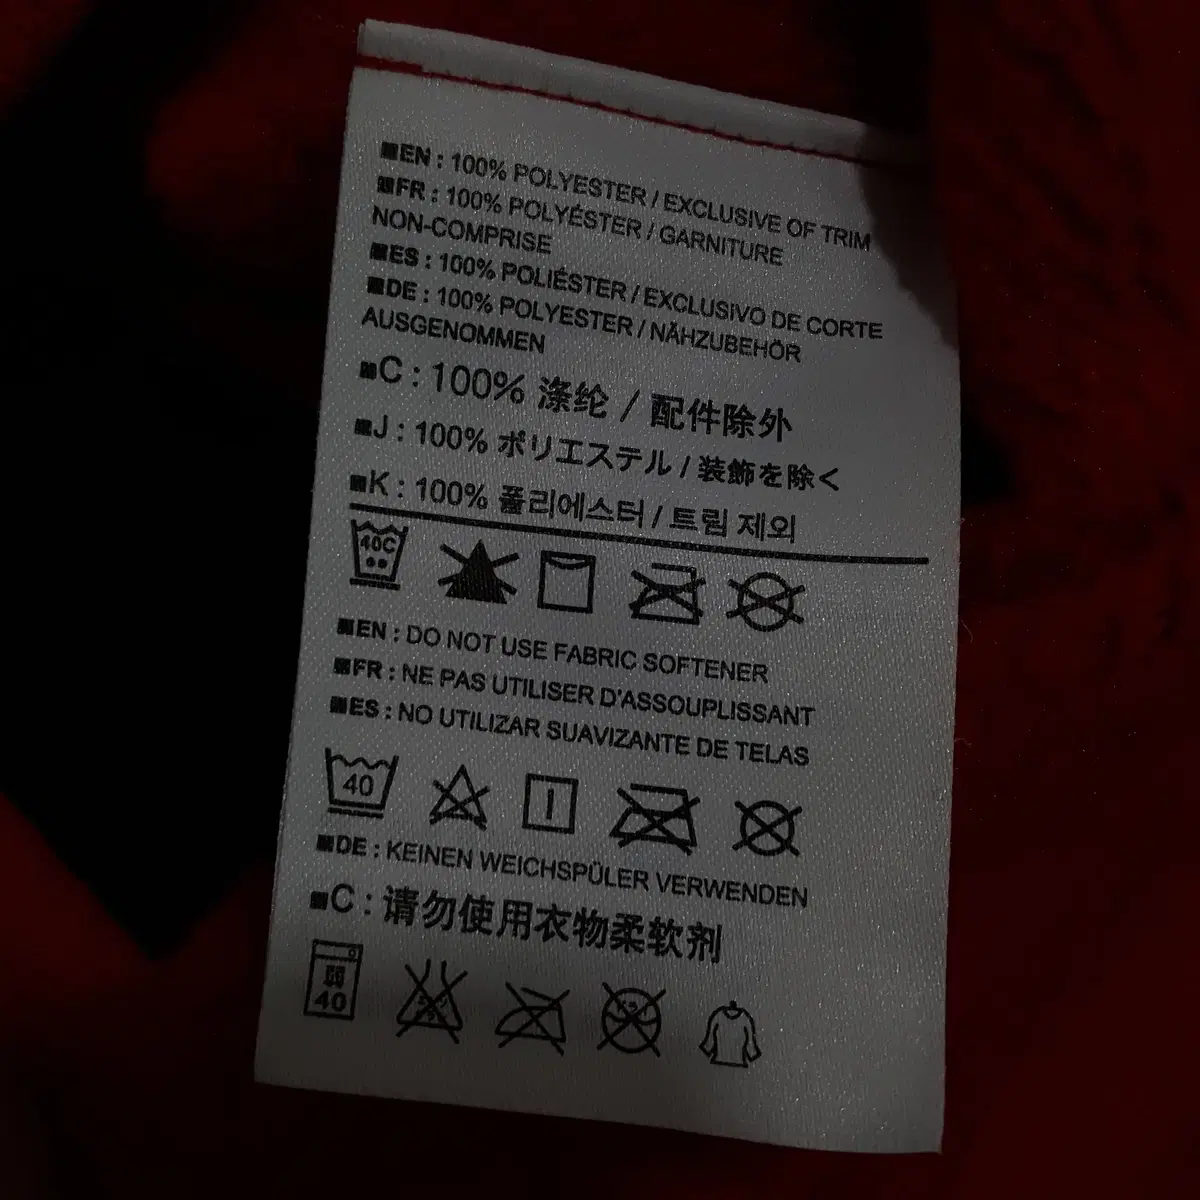 ■EN : 100% POLYESTER / EXCLUSIVE OF TRIM
■FR : 100% POLYÉSTER / GARNITURE
NON-COMPRISE
■ES : 100% POLIÉSTER / EXCLUSIVO DE CORTE
■DE : 100% POLYESTER / NÄHZUBEHÖR
AUSGENOMMEN
■C : 100% 涤纶 / 配件除外
■J : 100% ポリエステル / 装飾を除く
■K : 100% 폴리에스터 / 트림 제외
40C
■EN : DO NOT USE FABRIC SOFTENER
■FR : NE PAS UTILISER D'ASSOUPLISSANT
■ES : NO UTILIZAR SUAVIZANTE DE TELAS
40
■DE : KEINEN WEICHSPÜLER VERWENDEN
■C : 请勿使用衣物柔软剂
弱
40